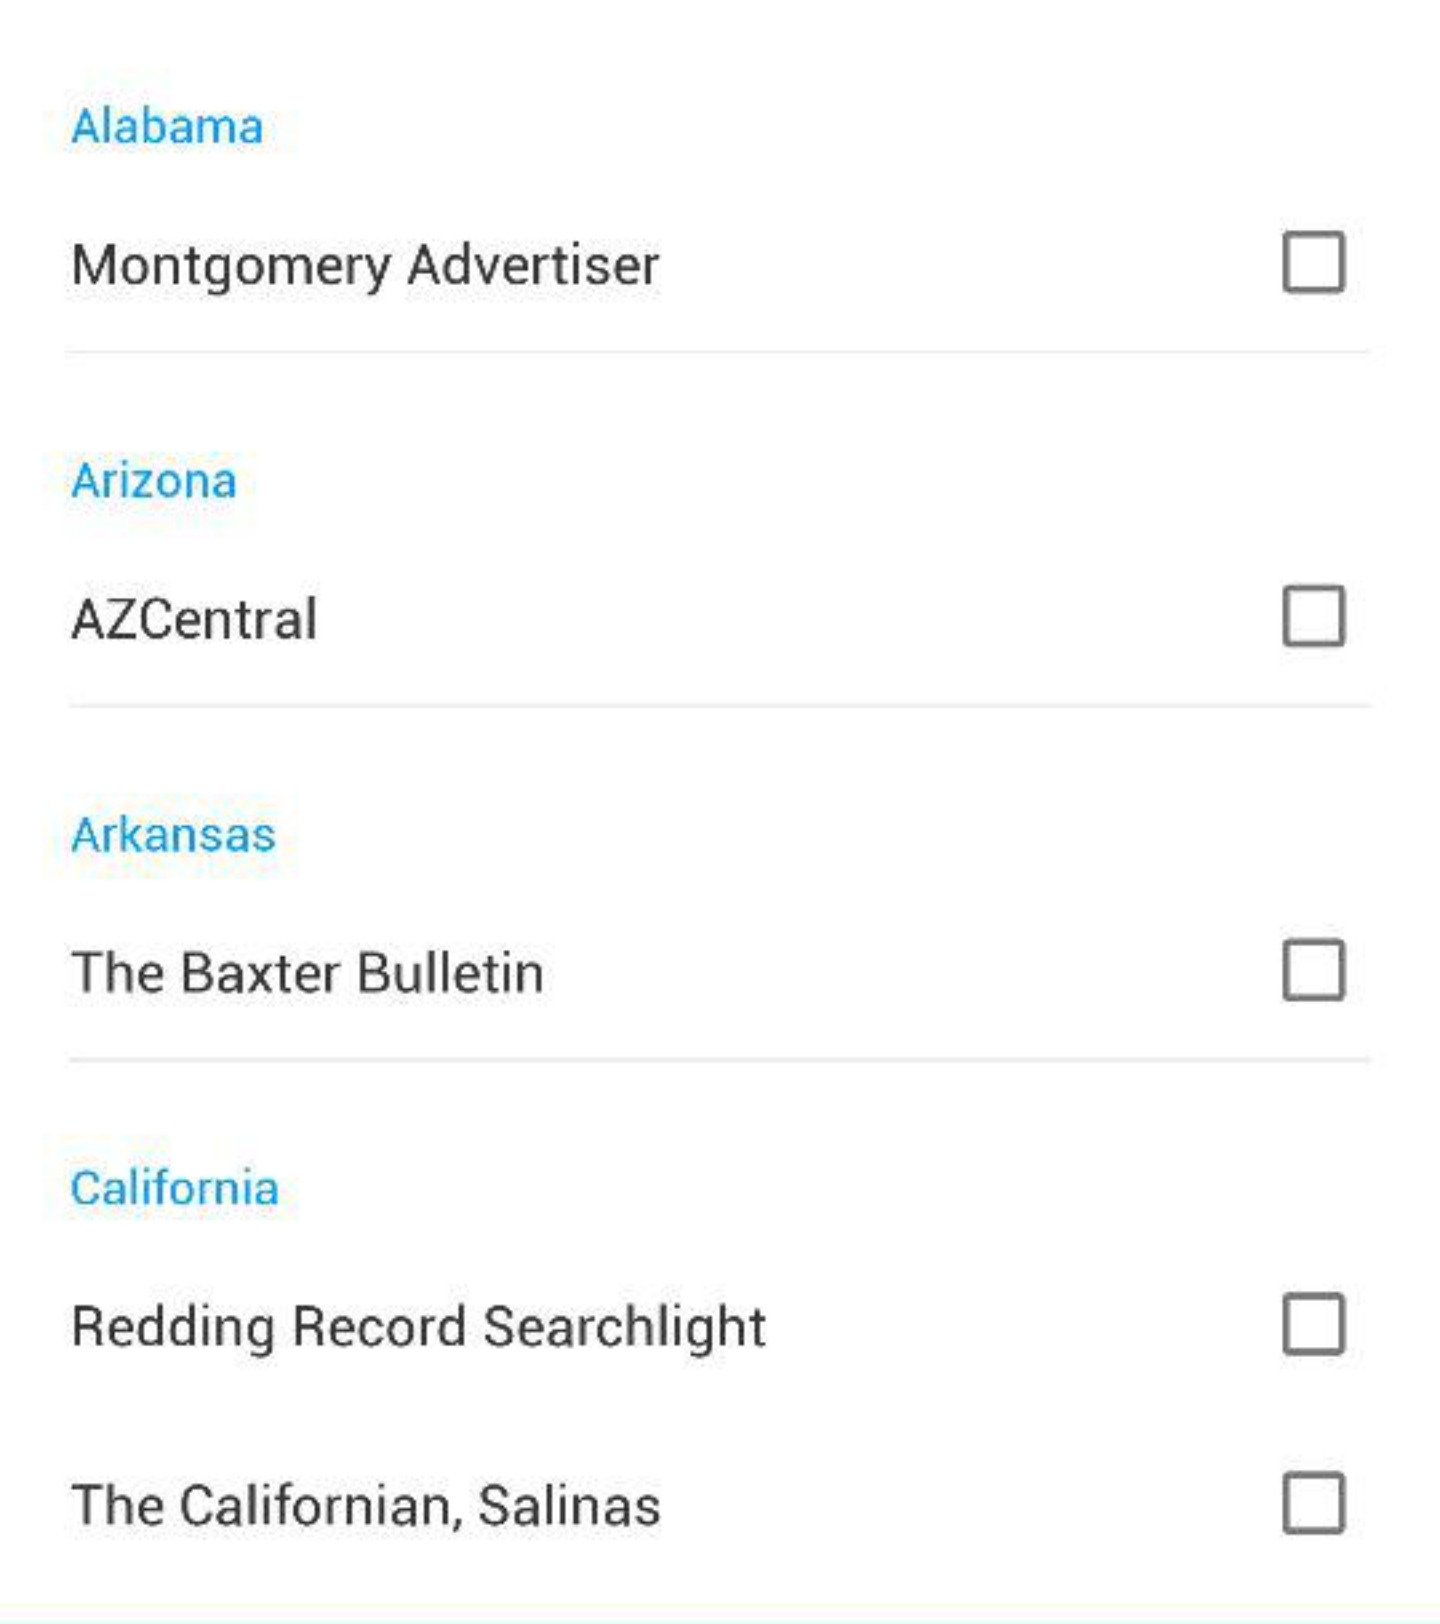 Alabama
Montgomery Advertiser
Arizona
AZCentral
Arkansas
The Baxter Bulletin
California
Redding Record Searchlight
The Californian, Salinas